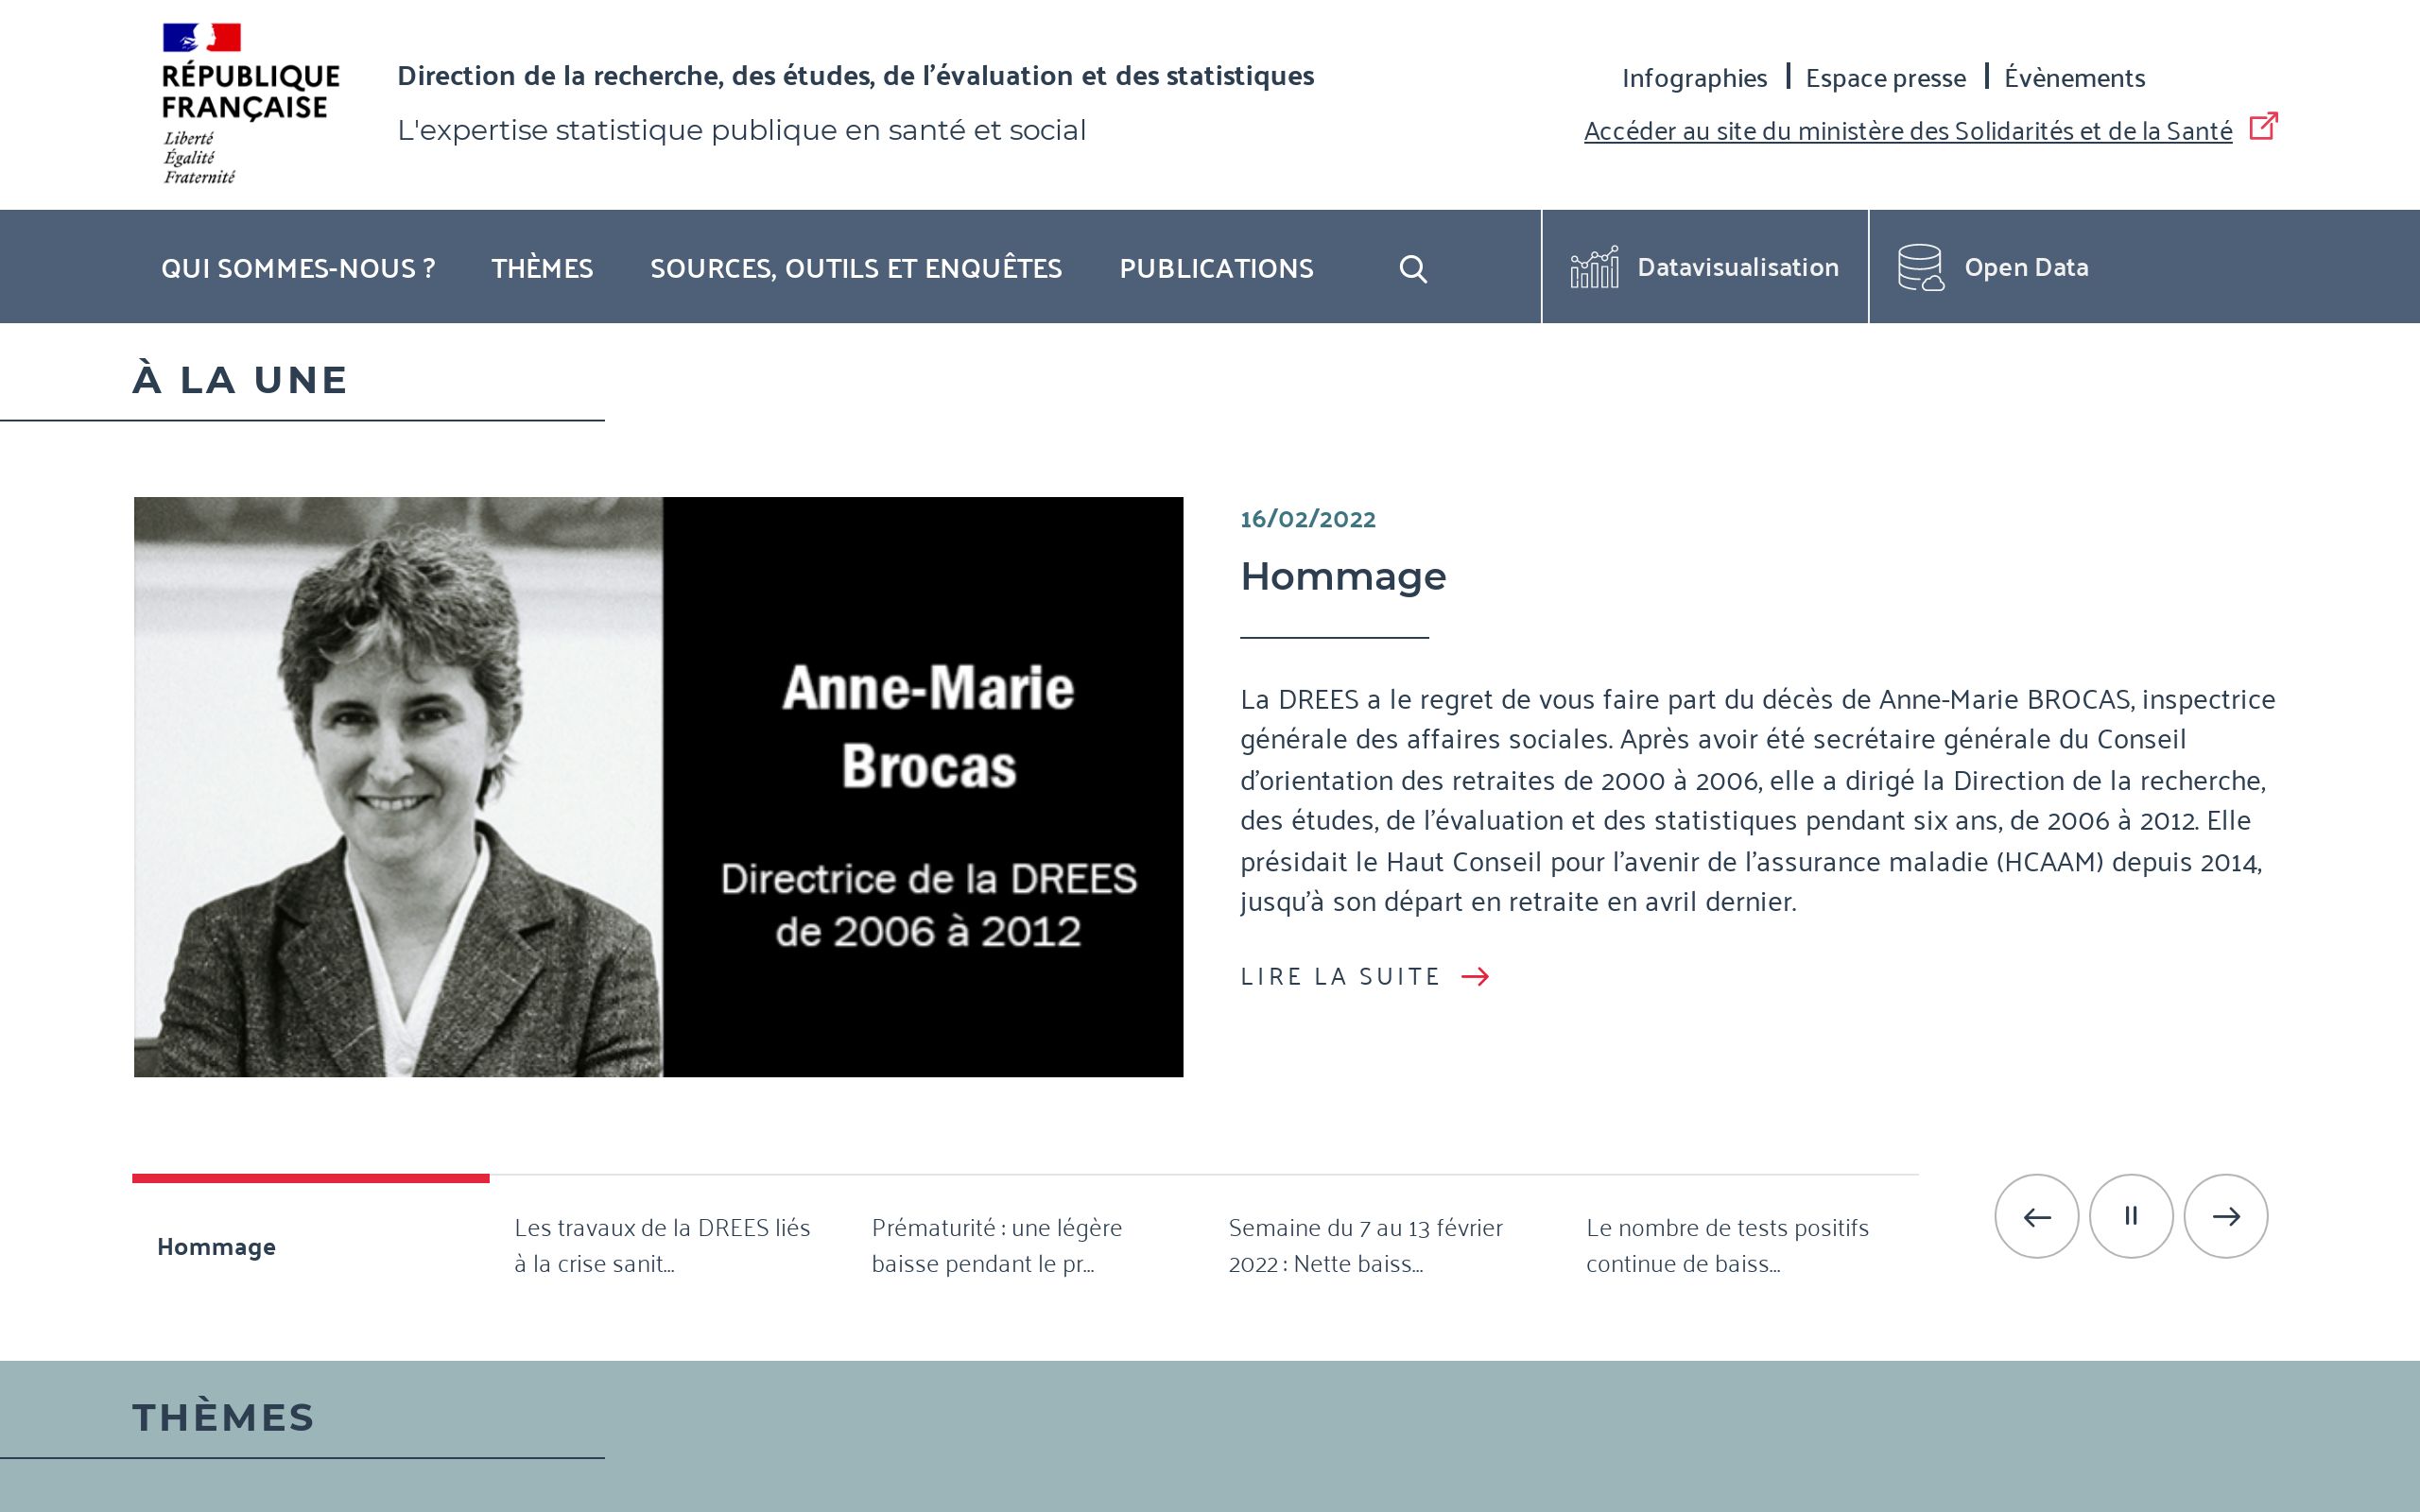 RÉPUBLIQUE
FRANÇAISE
Liberté
Égalité
Fraternité
Direction de la recherche, des études, de l’évaluation et des statistiques
L'expertise statistique publique en santé et social
Infographies
Espace presse
Évènements
Accéder au site du ministère des Solidarités et de la Santé
QUI SOMMES-NOUS ?
THÈMES
SOURCES, OUTILS ET ENQUÊTES
PUBLICATIONS
Datavisualisation
Open Data
À LA UNE
Anne-Marie
Brocas
Directrice de la DREES
de 2006 à 2012
16/02/2022
Hommage
La DREES a le regret de vous faire part du décès de Anne-Marie BROCAS, inspectrice
générale des affaires sociales. Après avoir été secrétaire générale du Conseil
d’orientation des retraites de 2000 à 2006, elle a dirigé la Direction de la recherche,
des études, de l’évaluation et des statistiques pendant six ans, de 2006 à 2012. Elle
présidait le Haut Conseil pour l’avenir de l’assurance maladie (HCAAM) depuis 2014,
jusqu’à son départ en retraite en avril dernier.
LIRE LA SUITE
Hommage
Les travaux de la DREES liés
à la crise sanit...
Prématurité : une légère
baisse pendant le pr...
Semaine du 7 au 13 février
2022 : Nette baiss...
Le nombre de tests positifs
continue de baiss...
THÈMES